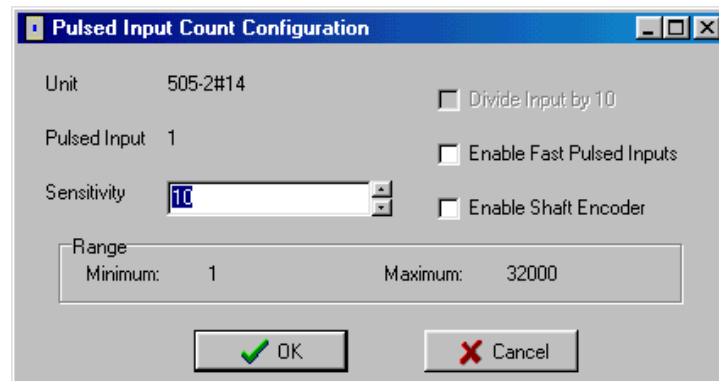 Pulsed Input Count Configuration
Unit 505-2#14
Divide Input by 10
Pulsed Input 1
Enable Fast Pulsed Inputs
Sensitivity 10
Enable Shaft Encoder
Range
Minimum: 1 Maximum: 32000
OK Cancel